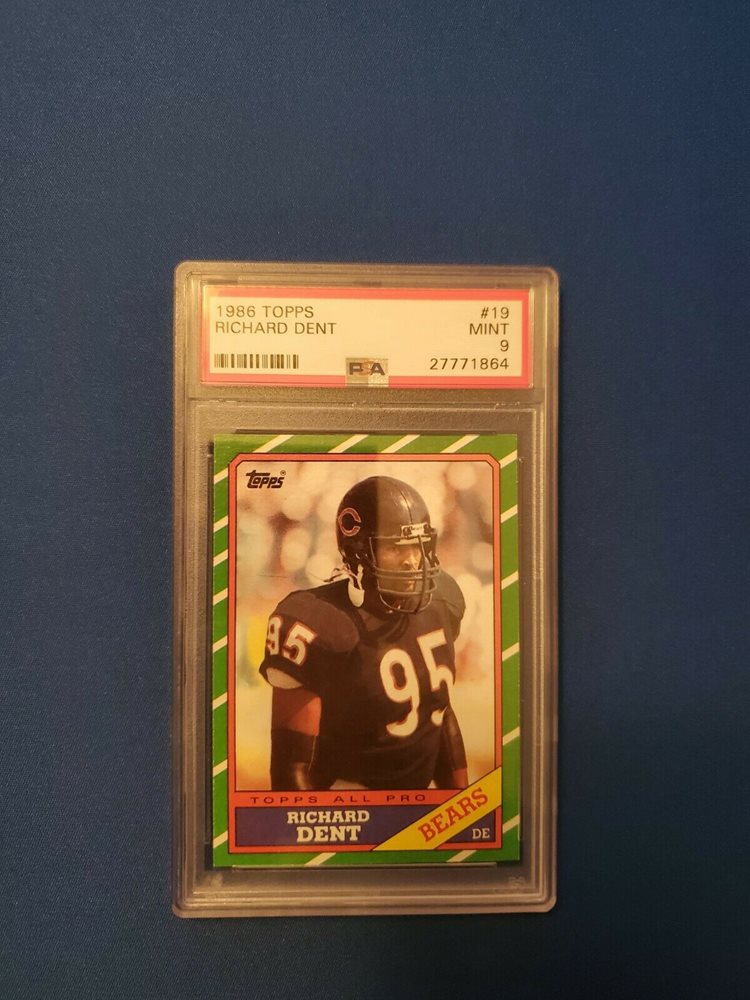 1986 TOPPS #19
RICHARD DENT MINT
9
PSA 27771864
topps®
C
95
95
TOPPS ALL PRO
RICHARD
DENT
BEARS
DE